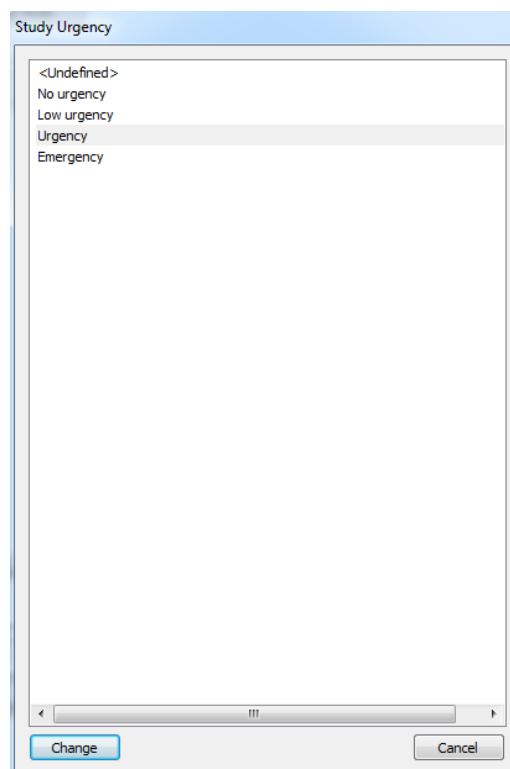 Study Urgency
<Undefined>
No urgency
Low urgency
Urgency
Emergency
Change
Cancel